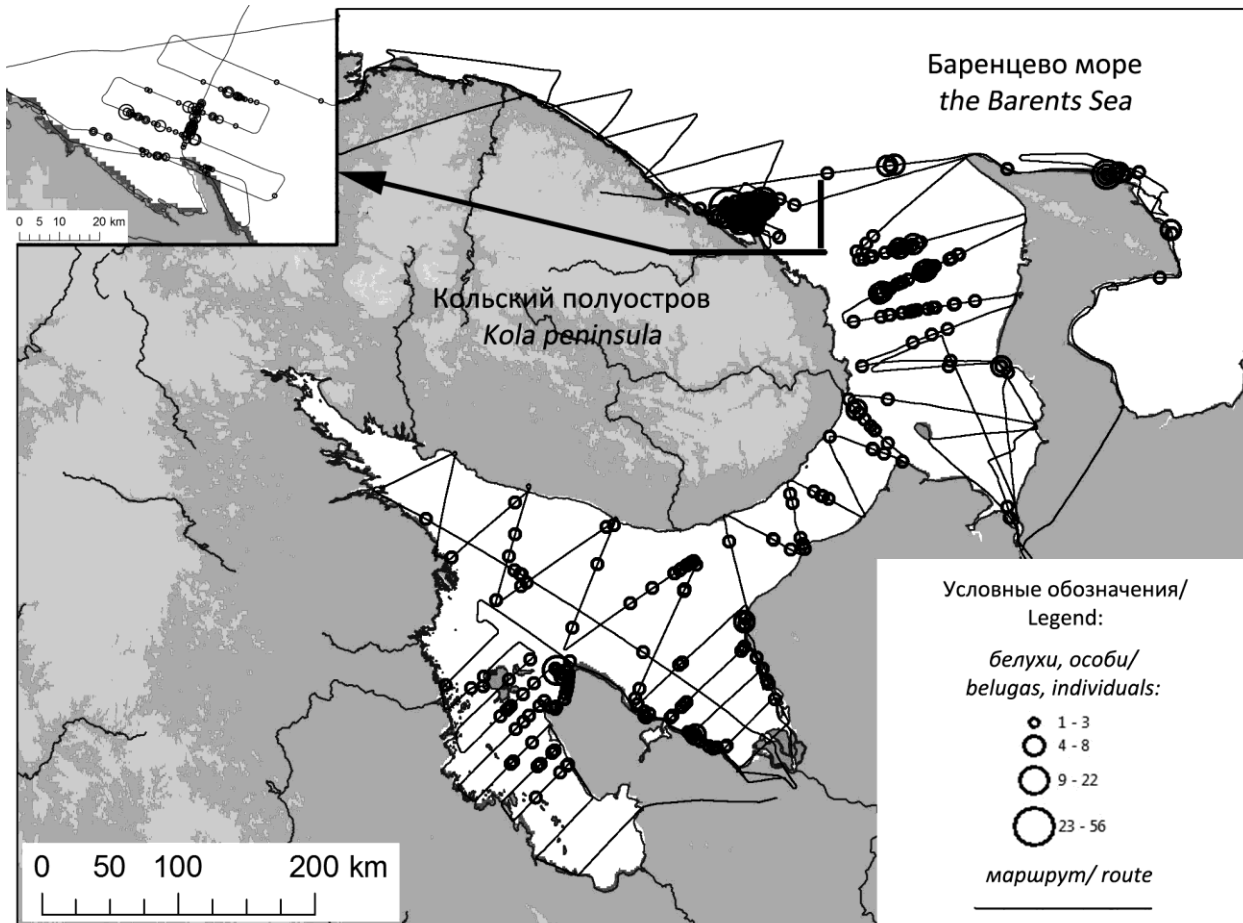 Баренцево море
the Barents Sea
0 5 10 20 km
Кольский полуостров
Kola peninsula
Условные обозначения/
Legend:
белухи, особи/
belugas, individuals:
1 - 3
4 - 8
9 - 22
23 - 56
маршрут/ route
0 50 100 200 km